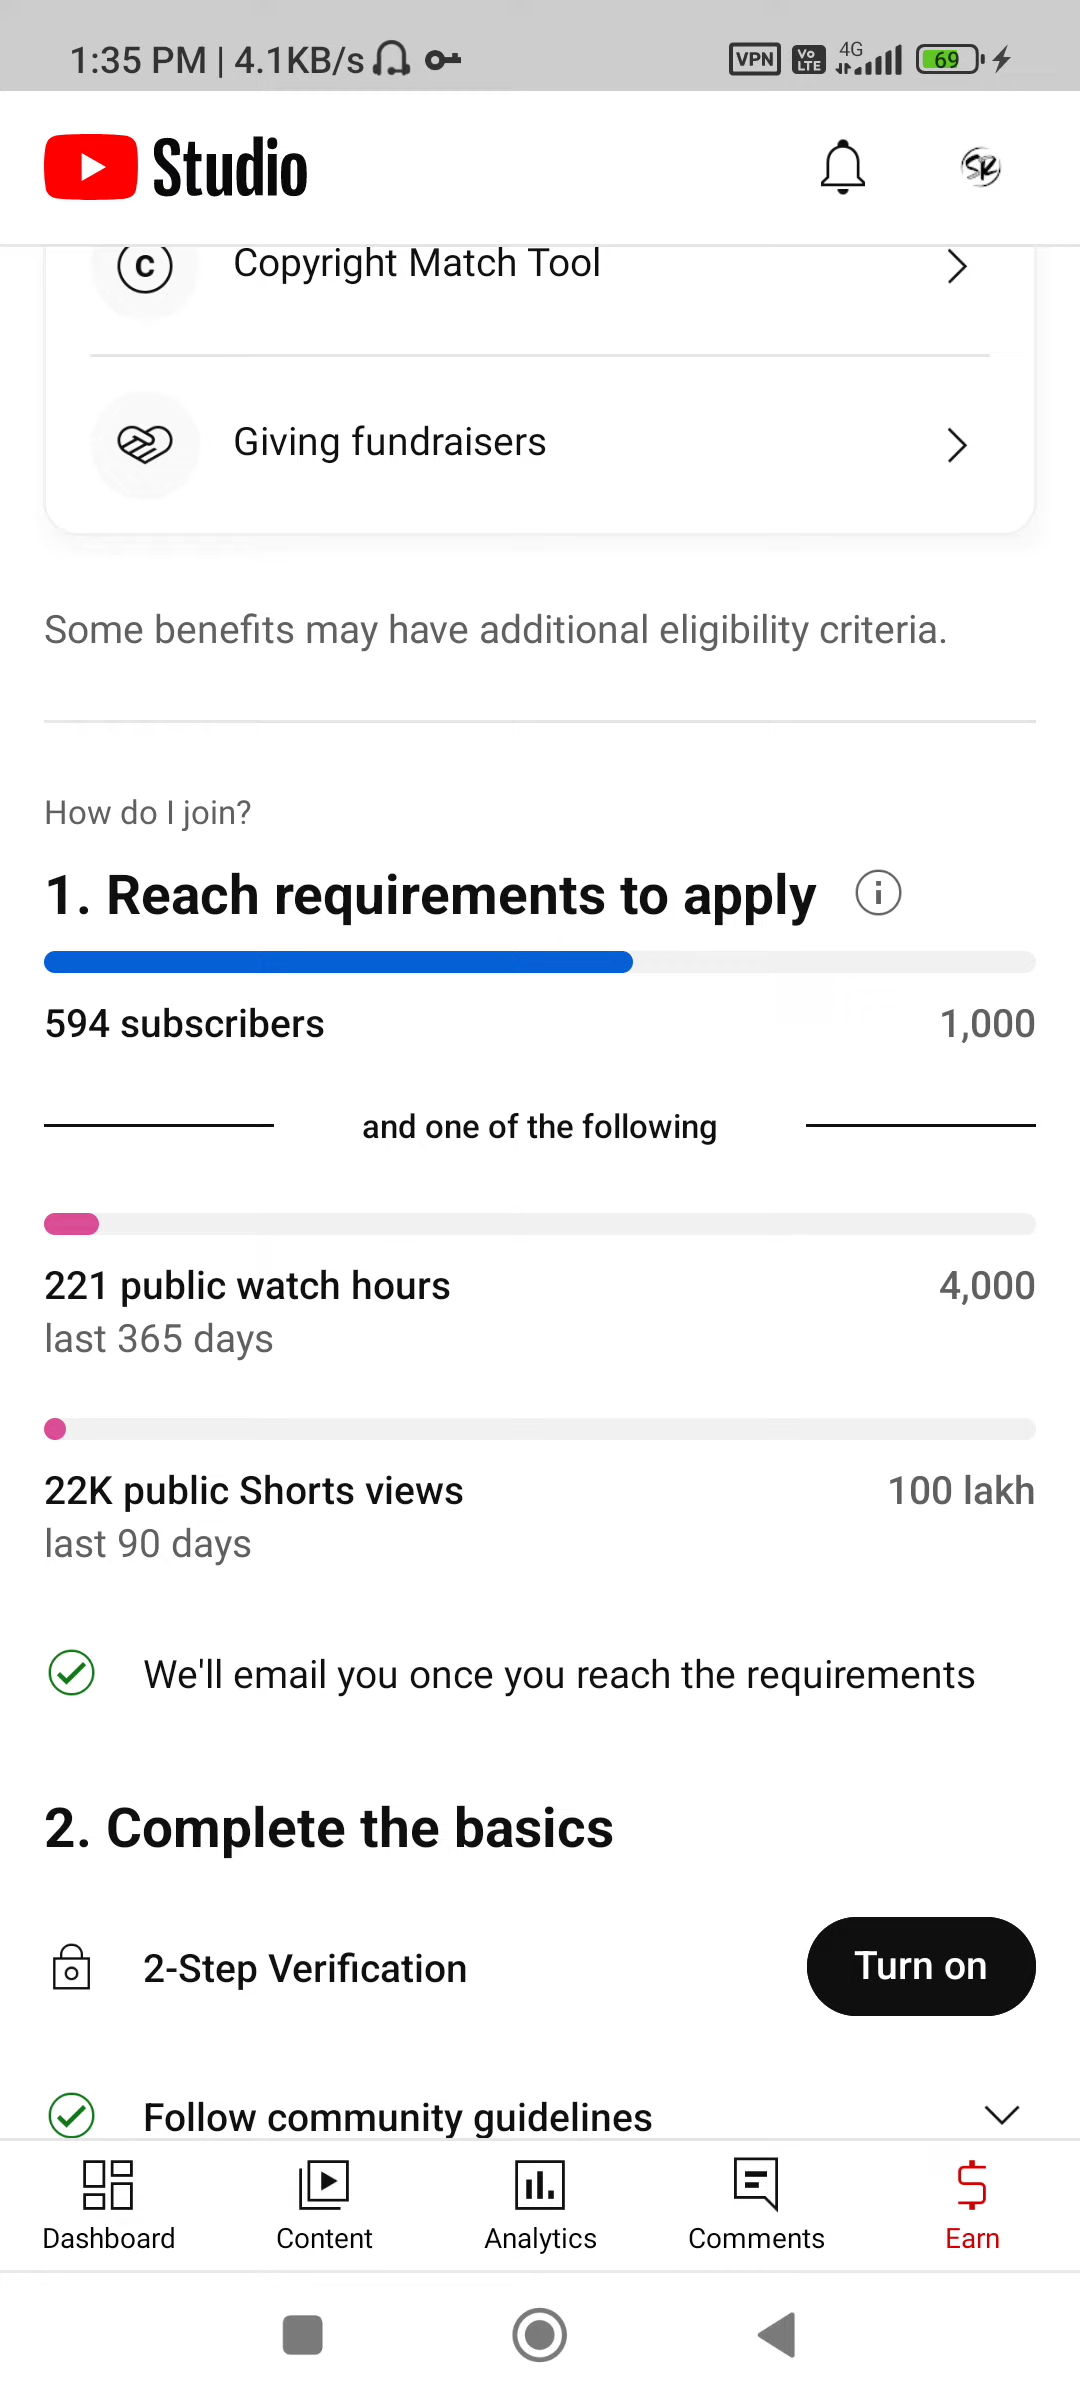 1:35 PM | 4.1KB/s VPN Vo LTE 4G 69
Studio SR
C Copyright Match Tool
Giving fundraisers
Some benefits may have additional eligibility criteria.
How do I join?
1. Reach requirements to apply i
594 subscribers 1,000
and one of the following
221 public watch hours 4,000
last 365 days
22K public Shorts views 100 lakh
last 90 days
We'll email you once you reach the requirements
2. Complete the basics
2-Step Verification Turn on
Follow community guidelines
Dashboard Content Analytics Comments Earn